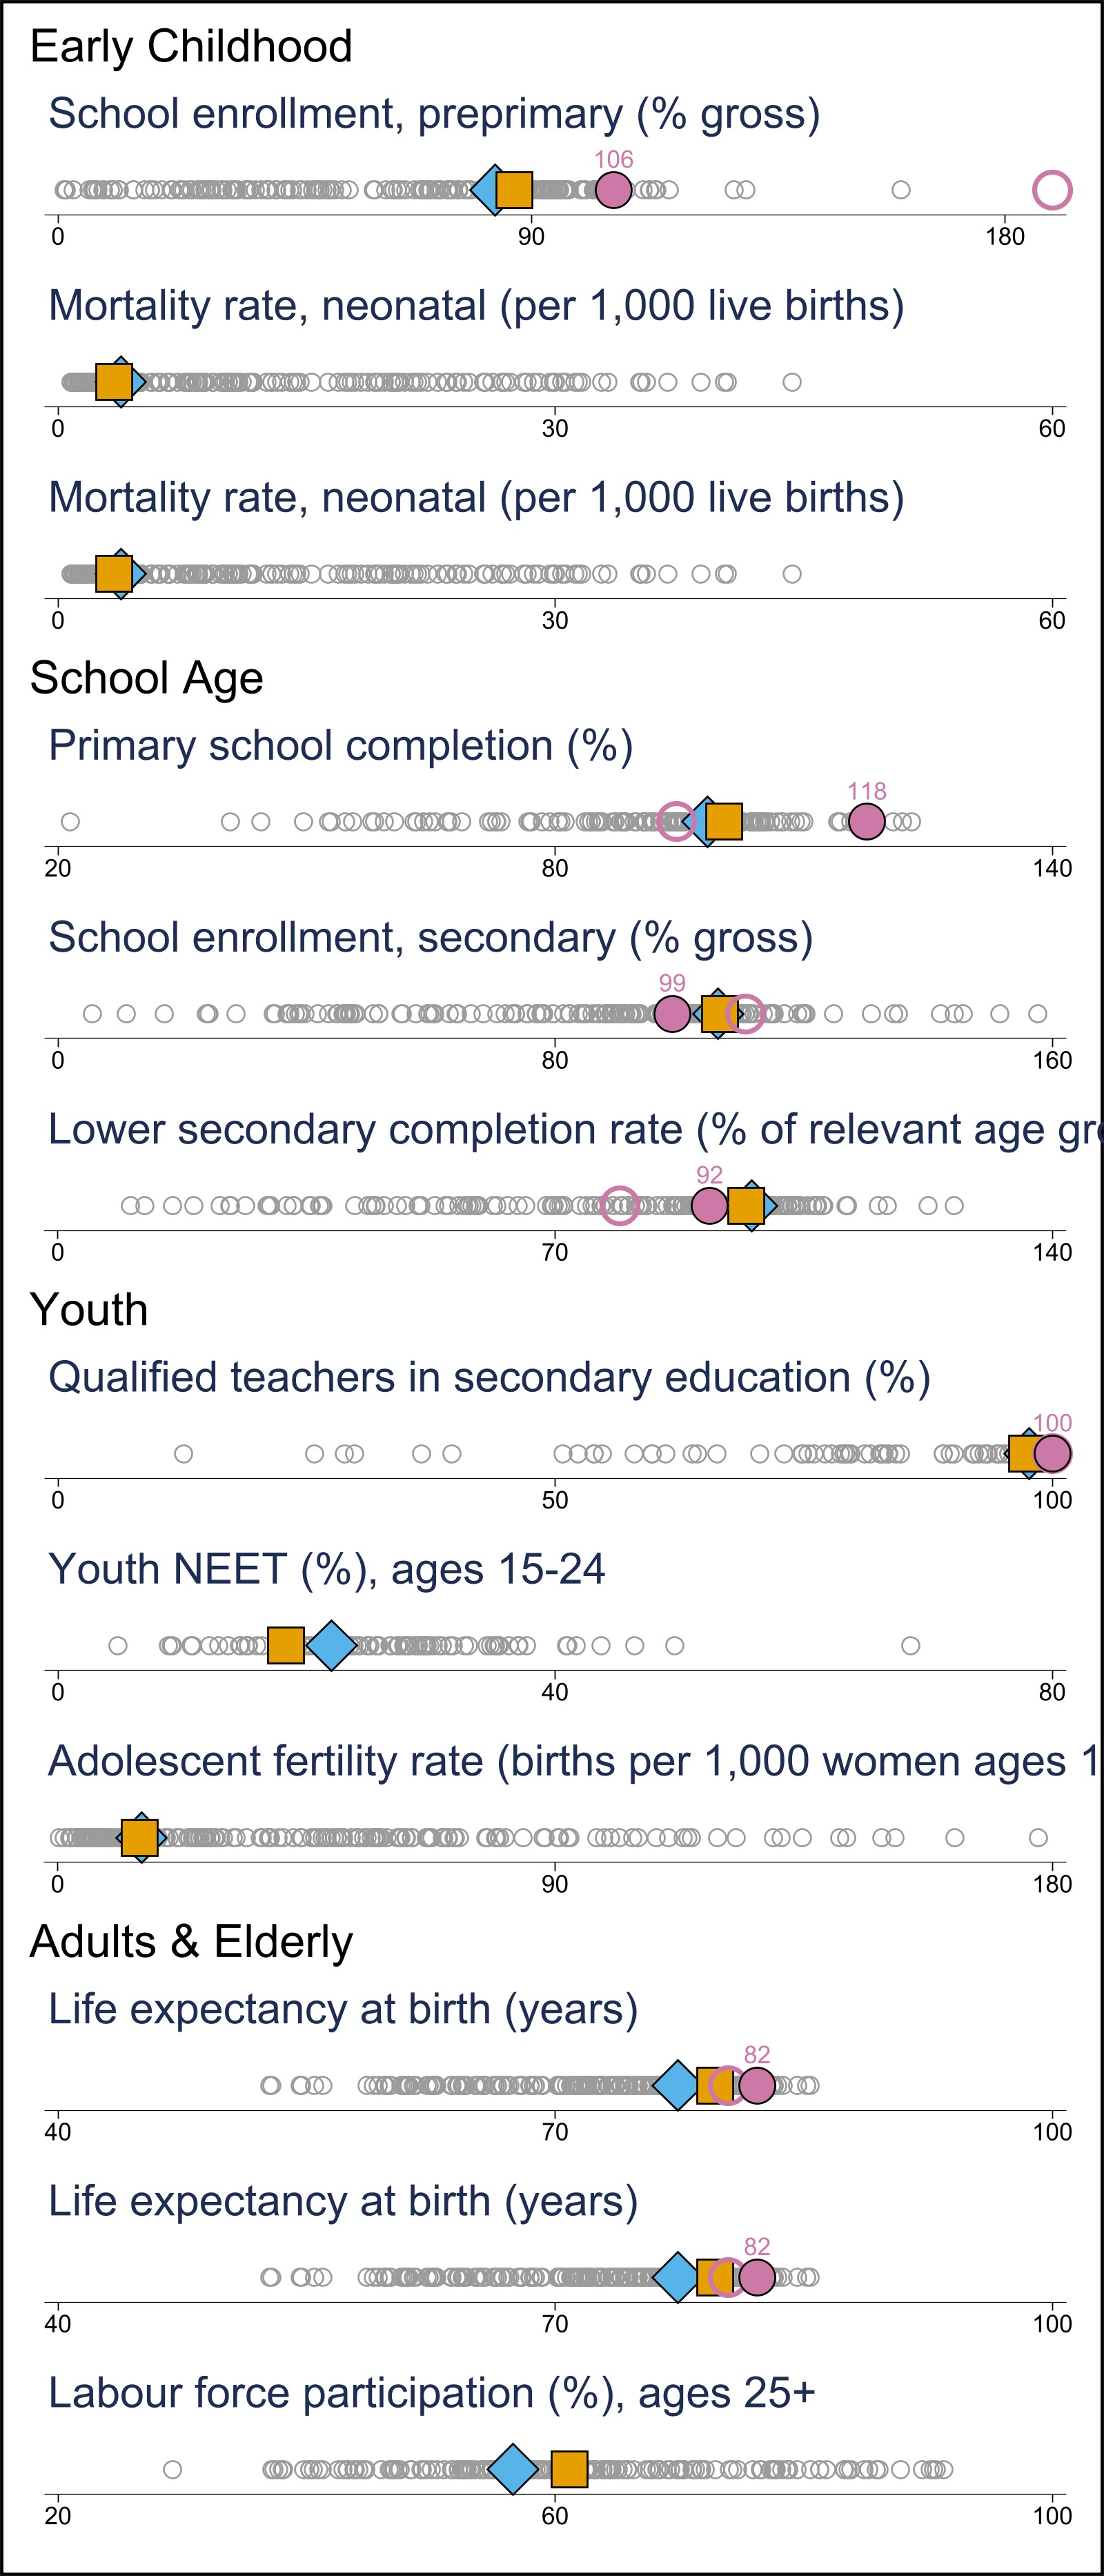 Early Childhood
School enrollment, preprimary (% gross)
106
0 90 180
Mortality rate, neonatal (per 1,000 live births)
0 30 60
Mortality rate, neonatal (per 1,000 live births)
0 30 60
School Age
Primary school completion (%)
118
20 80 140
School enrollment, secondary (% gross)
99
0 80 160
Lower secondary completion rate (% of relevant age gro
92
0 70 140
Youth
Qualified teachers in secondary education (%)
100
0 50 100
Youth NEET (%), ages 15-24
0 40 80
Adolescent fertility rate (births per 1,000 women ages 1
0 90 180
Adults & Elderly
Life expectancy at birth (years)
82
40 70 100
Life expectancy at birth (years)
82
40 70 100
Labour force participation (%), ages 25+
20 60 100